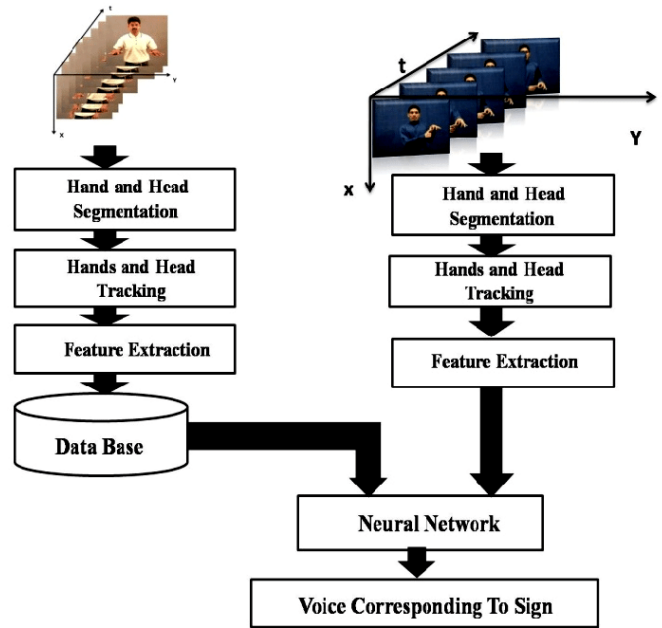 t
Y
x
Hand and Head
Segmentation
Hands and Head
Tracking
Feature Extraction
Data Base
t
Y
x
Hand and Head
Segmentation
Hands and Head
Tracking
Feature Extraction
Neural Network
Voice Corresponding To Sign